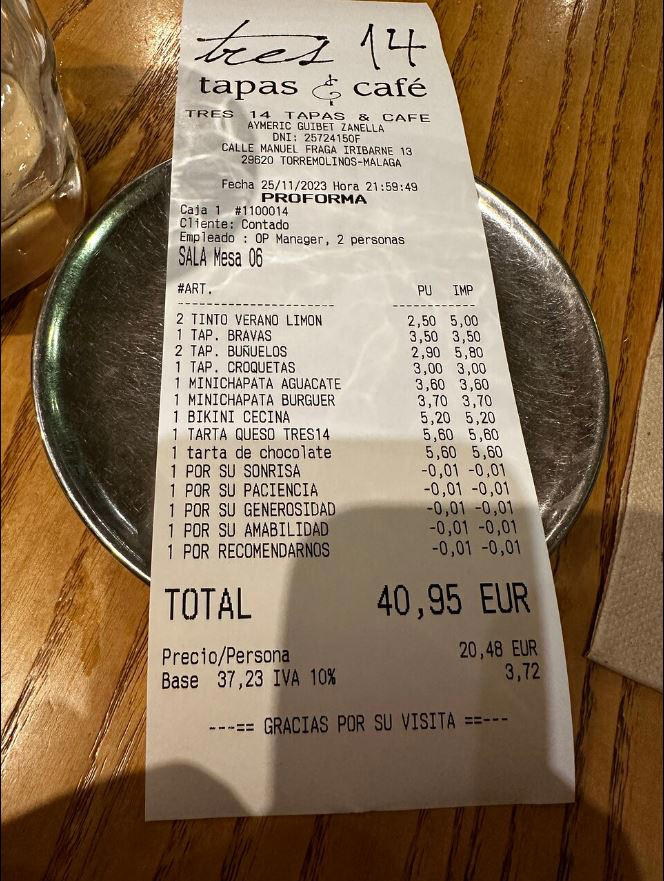 tres 14
tapas & café
TRES 14 TAPAS & CAFE
AYMERIC GUIBET ZANELLA
DNI: 25724150F
CALLE MANUEL FRAGA IRIBARNE 13
29620 TORREMOLINOS-MALAGA
Fecha 25/11/2023 Hora 21:59:49
PROFORMA
Caja 1 #1100014
Cliente: Contado
Empleado : OP Manager, 2 personas
SALA Mesa 06
#ART. PU IMP
2 TINTO VERANO LIMON 2,50 5,00
1 TAP. BRAVAS 3,50 3,50
2 TAP. BUÑUELOS 2,90 5,80
1 TAP. CROQUETAS 3,00 3,00
1 MINICHAPATA AGUACATE 3,60 3,60
1 MINICHAPATA BURGUER 3,70 3,70
1 BIKINI CECINA 5,20 5,20
1 TARTA QUESO TRES14 5,60 5,60
1 tarta de chocolate 5,60 5,60
1 POR SU SONRISA -0,01 -0,01
1 POR SU PACIENCIA -0,01 -0,01
1 POR SU GENEROSIDAD -0,01 -0,01
1 POR SU AMABILIDAD -0,01 -0,01
1 POR RECOMENDARNOS -0,01 -0,01
TOTAL 40,95 EUR
Precio/Persona 20,48 EUR
Base 37,23 IVA 10% 3,72
---== GRACIAS POR SU VISITA ==---